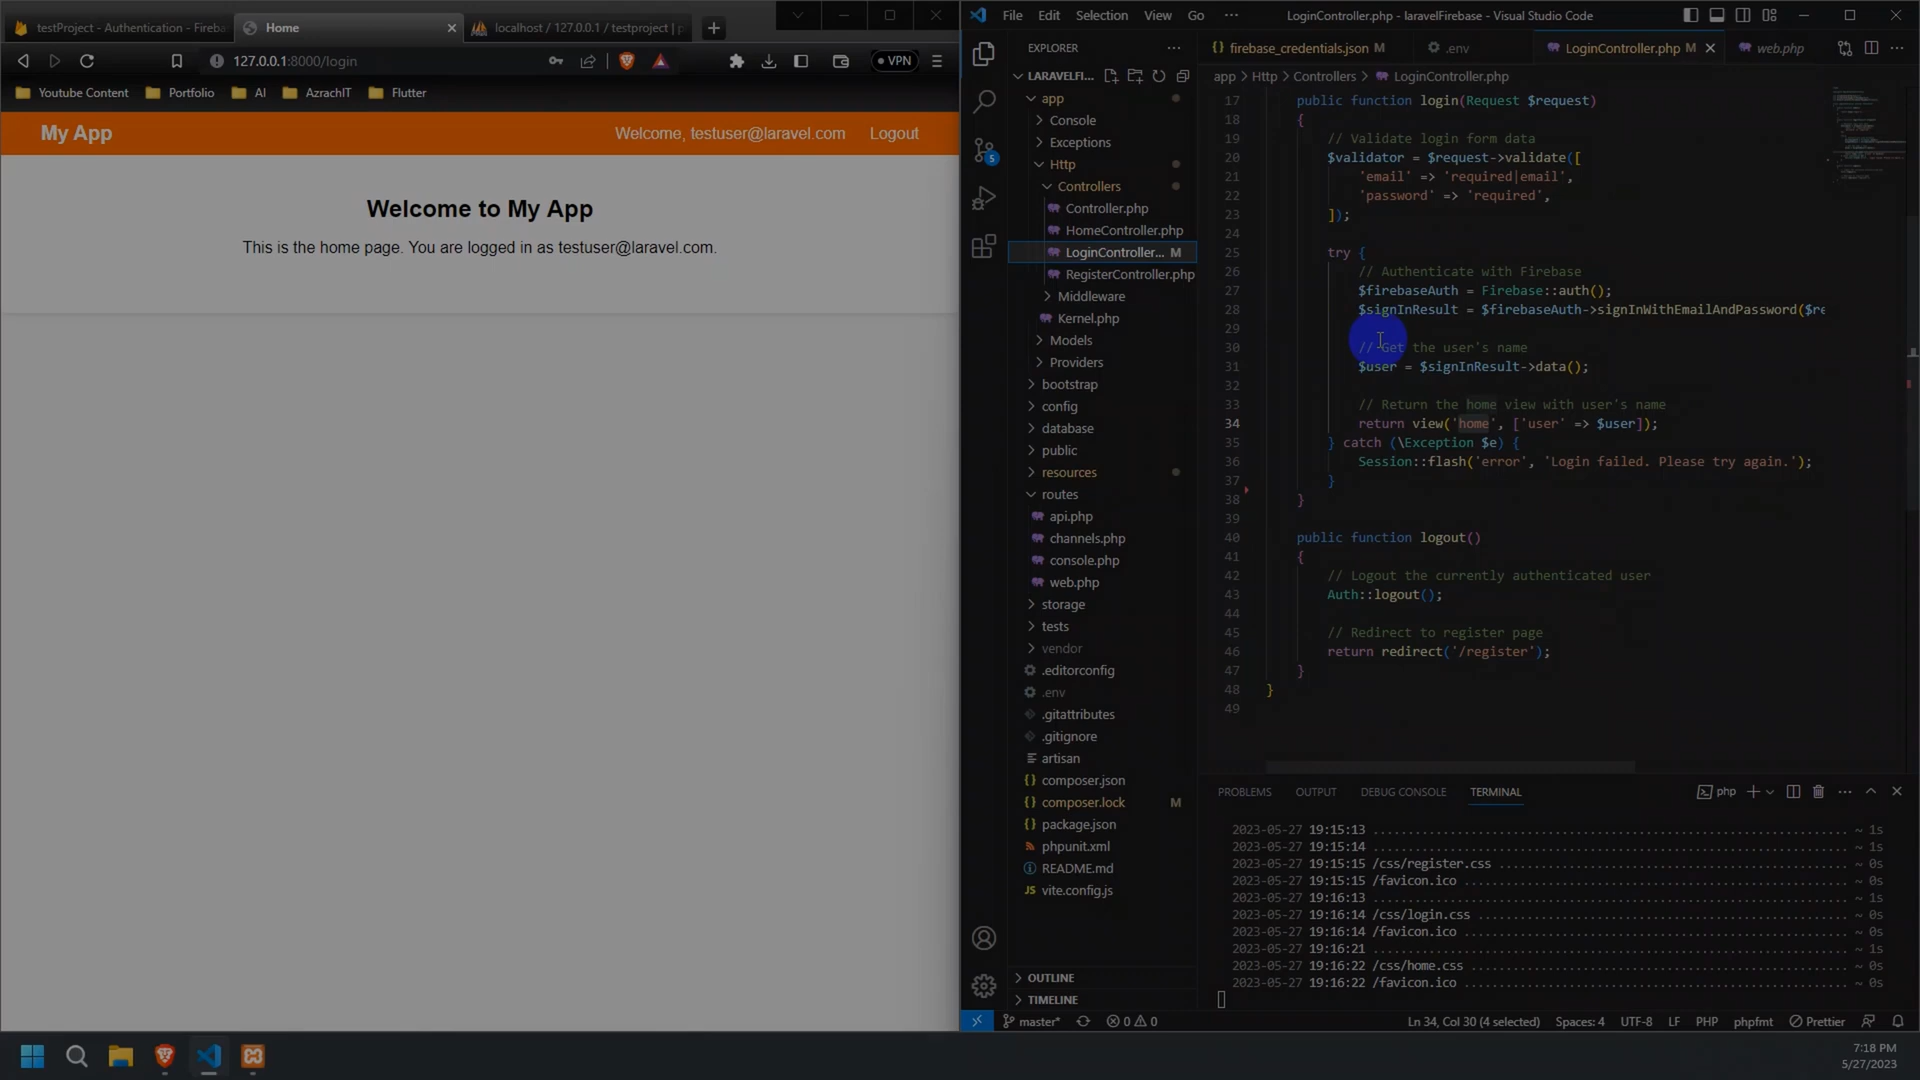 testProject - Authentication - Fireba
Home
localhost / 127.0.0.1 / testproject | p
127.0.0.1:8000/login
VPN
Youtube Content
Portfolio
AI
AzrachIT
Flutter
My App
Welcome, testuser@laravel.com
Logout
Welcome to My App
This is the home page. You are logged in as testuser@laravel.com.
File Edit Selection View Go ···
LoginController.php - laravelFirebase - Visual Studio Code
EXPLORER
LARAVELFI...
app
Console
Exceptions
Http
Controllers
Controller.php
HomeController.php
LoginController... M
RegisterController.php
Middleware
Kernel.php
Models
Providers
bootstrap
config
database
public
resources
routes
api.php
channels.php
console.php
web.php
storage
tests
vendor
.editorconfig
.env
.gitattributes
.gitignore
artisan
composer.json
composer.lock M
package.json
phpunit.xml
README.md
vite.config.js
OUTLINE
TIMELINE
5
firebase_credentials.json M
.env
LoginController.php M
web.php
app > Http > Controllers > LoginController.php
17 public function login(Request $request)
18 {
19 // Validate login form data
20 $validator = $request->validate([
21 'email' => 'required|email',
22 'password' => 'required',
23 ]);
24
25 try {
26 // Authenticate with Firebase
27 $firebaseAuth = Firebase::auth();
28 $signInResult = $firebaseAuth->signInWithEmailAndPassword($re
29
30 // Get the user's name
31 $user = $signInResult->data();
32
33 // Return the home view with user's name
34 return view('home', ['user' => $user]);
35 } catch (\Exception $e) {
36 Session::flash('error', 'Login failed. Please try again.');
37 }
38 }
39
40 public function logout()
41 {
42 // Logout the currently authenticated user
43 Auth::logout();
44
45 // Redirect to register page
46 return redirect('/register');
47 }
48 }
49
PROBLEMS OUTPUT DEBUG CONSOLE TERMINAL
php
2023-05-27 19:15:13 ........ ~ 1s
2023-05-27 19:15:14 ........ ~ 1s
2023-05-27 19:15:15 /css/register.css ........ ~ 0s
2023-05-27 19:15:15 /favicon.ico ........ ~ 0s
2023-05-27 19:16:13 ........ ~ 1s
2023-05-27 19:16:14 /css/login.css ........ ~ 0s
2023-05-27 19:16:14 /favicon.ico ........ ~ 0s
2023-05-27 19:16:21 ........ ~ 1s
2023-05-27 19:16:22 /css/home.css ........ ~ 0s
2023-05-27 19:16:22 /favicon.ico ........ ~ 0s
master* 0 0
Ln 34, Col 30 (4 selected)
Spaces: 4
UTF-8
LF
PHP
phpfmt
Prettier
7:18 PM
5/27/2023